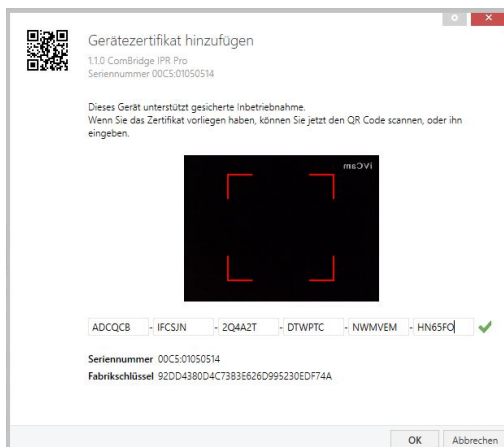 Gerätezertifikat hinzufügen
1.1.0 ComBridge IPR Pro
Seriennummer 00C5:01050514
Dieses Gerät unterstützt gesicherte Inbetriebnahme.
Wenn Sie das Zertifikat vorliegen haben, können Sie jetzt den QR Code scannen, oder ihn
eingeben.
iVCam
ADCQCB - IFCSJN - 2Q4A2T - DTWPTC - NWMVEM - HN65FO
Seriennummer 00C5:01050514
Fabrikschlüssel 92DD4380D4C73B3E626D995230EDF74A
OK Abbrechen